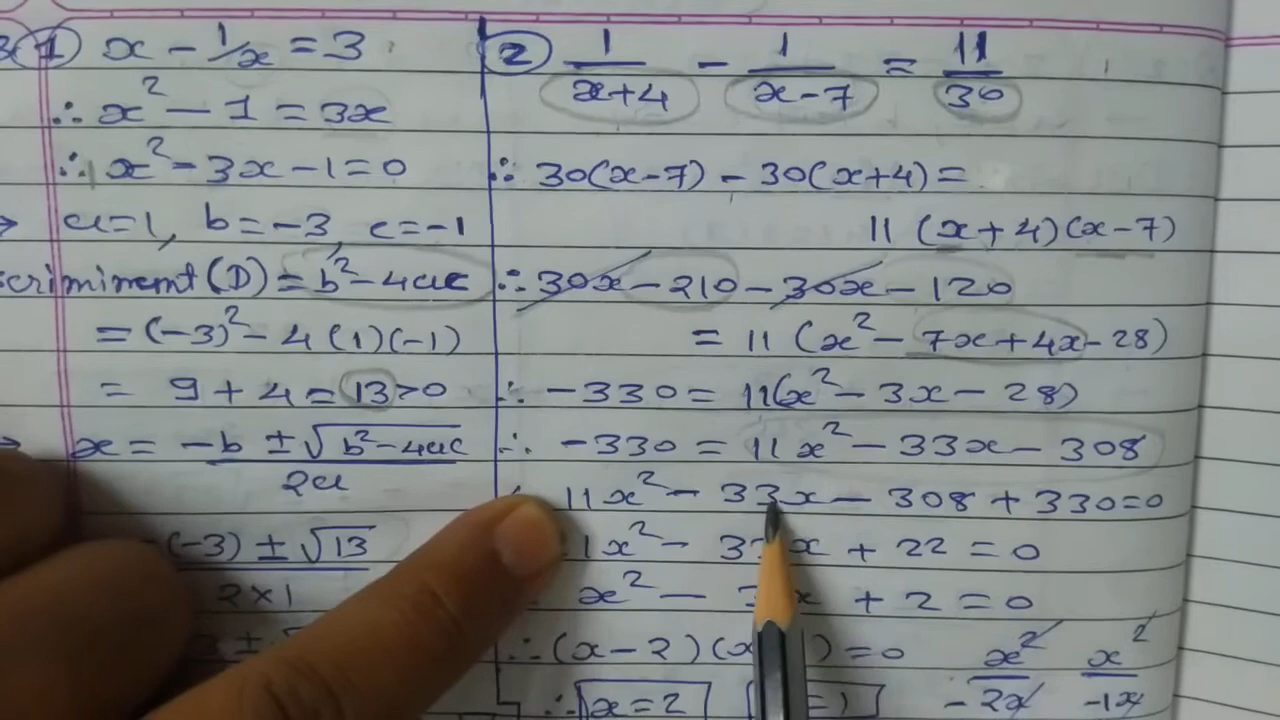 1 x - 1/x = 3
∴ x² - 1 = 3x
∴ x² - 3x - 1 = 0
→ a=1, b=-3, c=-1
criminent (D) = b² - 4ac
= (-3)² - 4(1)(-1)
= 9 + 4 = 13 > 0
→ x = -b ± √b² - 4ac / 2a
-(-3) ± √13 / 2×1
±
2 1/x+4 - 1/x-7 = 11/30
∴ 30(x-7) - 30(x+4) =
11 (x+4)(x-7)
∴ 30x - 210 - 30x - 120
= 11 (x² - 7x + 4x - 28)
∴ -330 = 11(x² - 3x - 28)
∴ -330 = 11x² - 33x - 308
∴ 11x² - 33x - 308 + 330 = 0
1x² - 3 x + 22 = 0
x² - 3x + 2 = 0
∴ (x-2)(x ) = 0
∴ x=2 =1
x²/-2x x²/-1x